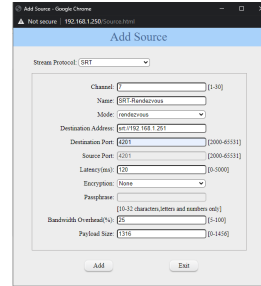 Add Source - Google Chrome
Not secure | 192.168.1.250/Source.html
Add Source
Stream Protocol: SRT
Channel: 7 [1-30]
Name: SRT-Rendezvous
Mode: rendezvous
Destination Address: srt://192.168.1.251
Destination Port: 4201 [2000-65531]
Source Port: 4201 [2000-65531]
Latency(ms): 120 [0-5000]
Encryption: None
Passphrase:
[10-32 characters,letters and numbers only]
Bandwidth Overhead(%): 25 [5-100]
Payload Size: 1316 [0-1456]
Add Exit